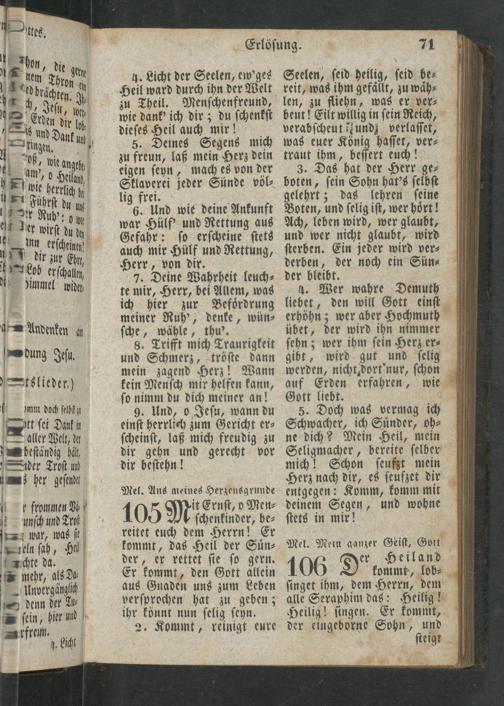 Erlösung. 71
4. Licht der Seelen, ew'ges
Heil ward durch ihn der Welt
zu Theil. Menschenfreund,
wie dank' ich dir; du schenkst
dieses Heil auch mir!
5. Deines Segens mich
zu freun, laß mein Herz dein
eigen seyn, mach es von der
Sklaverei jeder Sünde völ-
lig frei.
6. Und wie deine Ankunft
war Hülf' und Rettung aus
Gefahr: so erscheine stets
auch mir Hülf und Rettung,
Herr, von dir.
7. Deine Wahrheit leuch-
te mir, Herr, bei Allem, was
ich hier zur Befördrung
meiner Ruh', denke, wün-
sche, wähle, thu'.
8. Trifft mich Traurigkeit
und Schmerz, tröste dann
mein zagend Herz! Wann
kein Mensch mir helfen kann,
so nimm du dich meiner an!
9. Und, o Jesu, wann du
einst herrlich zum Gericht er-
scheinst, laß mich freudig zu
dir gehn und gerecht vor
dir bestehn!
Mel. Aus meines Herzensgrunde
105 Mit Ernst, o Men-
schenkinder, be-
reitet euch dem Herrn! Er
kommt, das Heil der Sün-
der, er rettet sie so gern.
Er kommt, den Gott allein
aus Gnaden uns zum Leben
versprochen hat zu geben;
ihr könnt nun selig seyn.
2. Kommt, reinigt eure
Seelen, seid heilig, seid be-
reit, was ihm gefällt, zu wäh-
len, zu fliehn, was er ver-
beut! Eilt willig in sein Reich,
verabscheut und verlasset,
was euer König hasset, ver-
traut ihm, bessert euch!
3. Das hat der Herr ge-
boten, sein Sohn hat's selbst
gelehrt; das lehren seine
Boten, und selig ist, wer hört!
Ach, leben wird, wer glaubt,
und wer nicht glaubt, wird
sterben. Ein jeder wird ver-
derben, der noch ein Sün-
der bleibt.
4. Wer wahre Demuth
liebet, den will Gott einst
erhöhn; wer aber Hochmuth
übet, der wird ihn nimmer
sehn; wer ihm sein Herz er-
gibt, wird gut und selig
werden, nicht dort nur, schon
auf Erden erfahren, wie
Gott liebt.
5. Doch was vermag ich
Schwacher, ich Sünder, oh-
ne dich? Mein Heil, mein
Seligmacher, bereite selber
mich! Schon seufzt mein
Herz nach dir, es seufzet dir
entgegen: Komm, komm mit
deinem Segen, und wohne
stets in mir!
Mel. Mein ganzer Geist, Gott
106 Der Heiland
kommt, lob-
singet ihm, dem Herrn, dem
alle Seraphim das: Heilig!
Heilig! singen. Er kommt,
der eingeborne Sohn, und
steigt